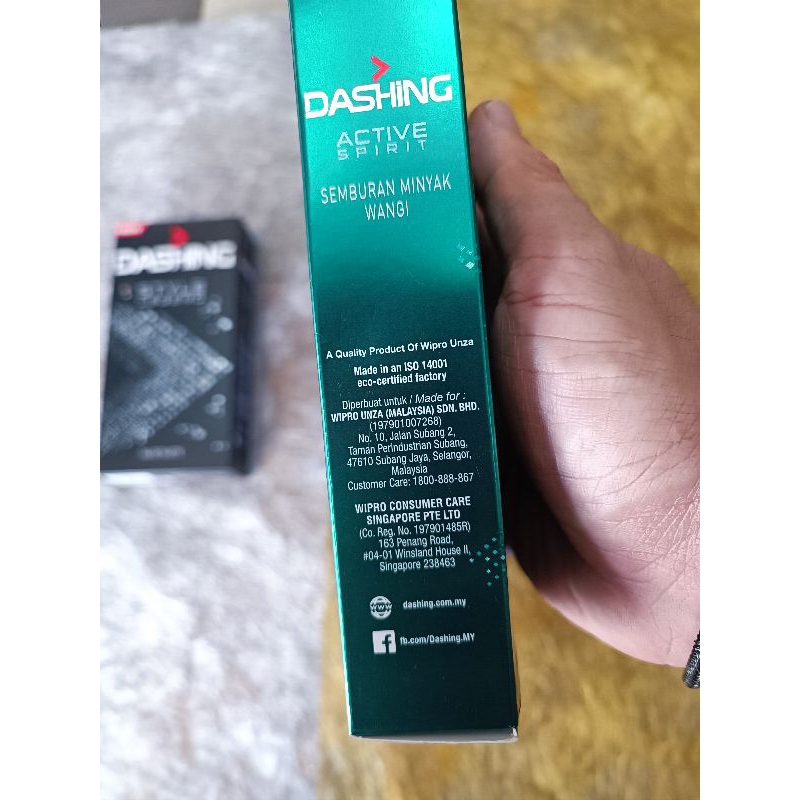 DASHING
ACTIVE
SPIRIT
SEMBURAN MINYAK
WANGI
A Quality Product Of Wipro Unza
Made in an ISO 14001
eco-certified factory
Diperbuat untuk / Made for :
WIPRO UNZA (MALAYSIA) SDN. BHD.
(197901007268)
No. 10, Jalan Subang 2,
Taman Perindustrian Subang,
47610 Subang Jaya, Selangor,
Malaysia
Customer Care: 1800-888-867
WIPRO CONSUMER CARE
SINGAPORE PTE LTD
(Co. Reg. No. 197901485R)
163 Penang Road,
#04-01 Winsland House II,
Singapore 238463
www
dashing.com.my
f
fb.com/Dashing.MY
DASHING